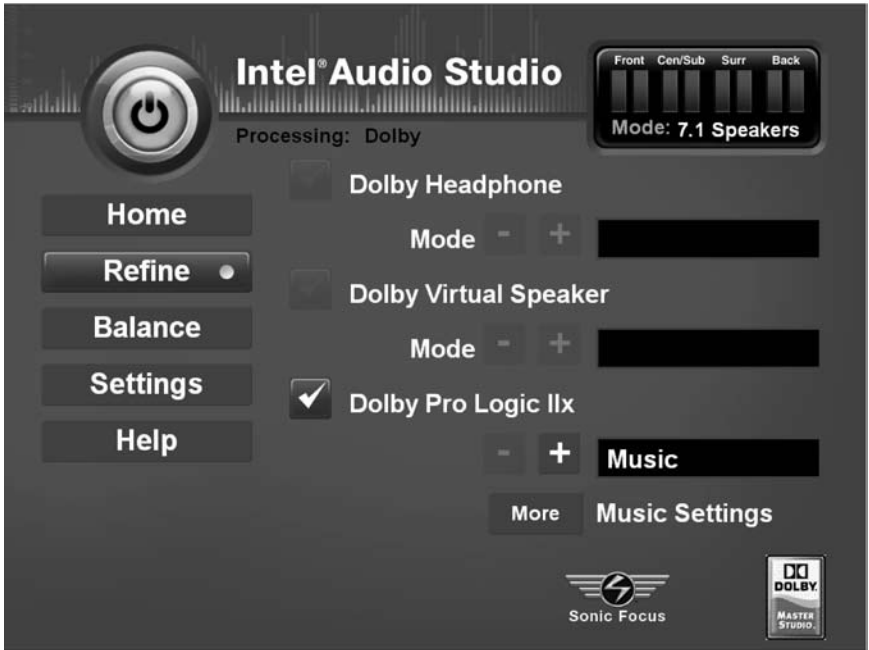 Intel® Audio Studio
Front Cen/Sub Surr Back
Mode: 7.1 Speakers
Processing: Dolby
Home
Refine
Balance
Settings
Help
Dolby Headphone
Mode - +
Dolby Virtual Speaker
Mode - +
Dolby Pro Logic IIx
- + Music
More Music Settings
Sonic Focus
DOLBY
MASTER
STUDIO